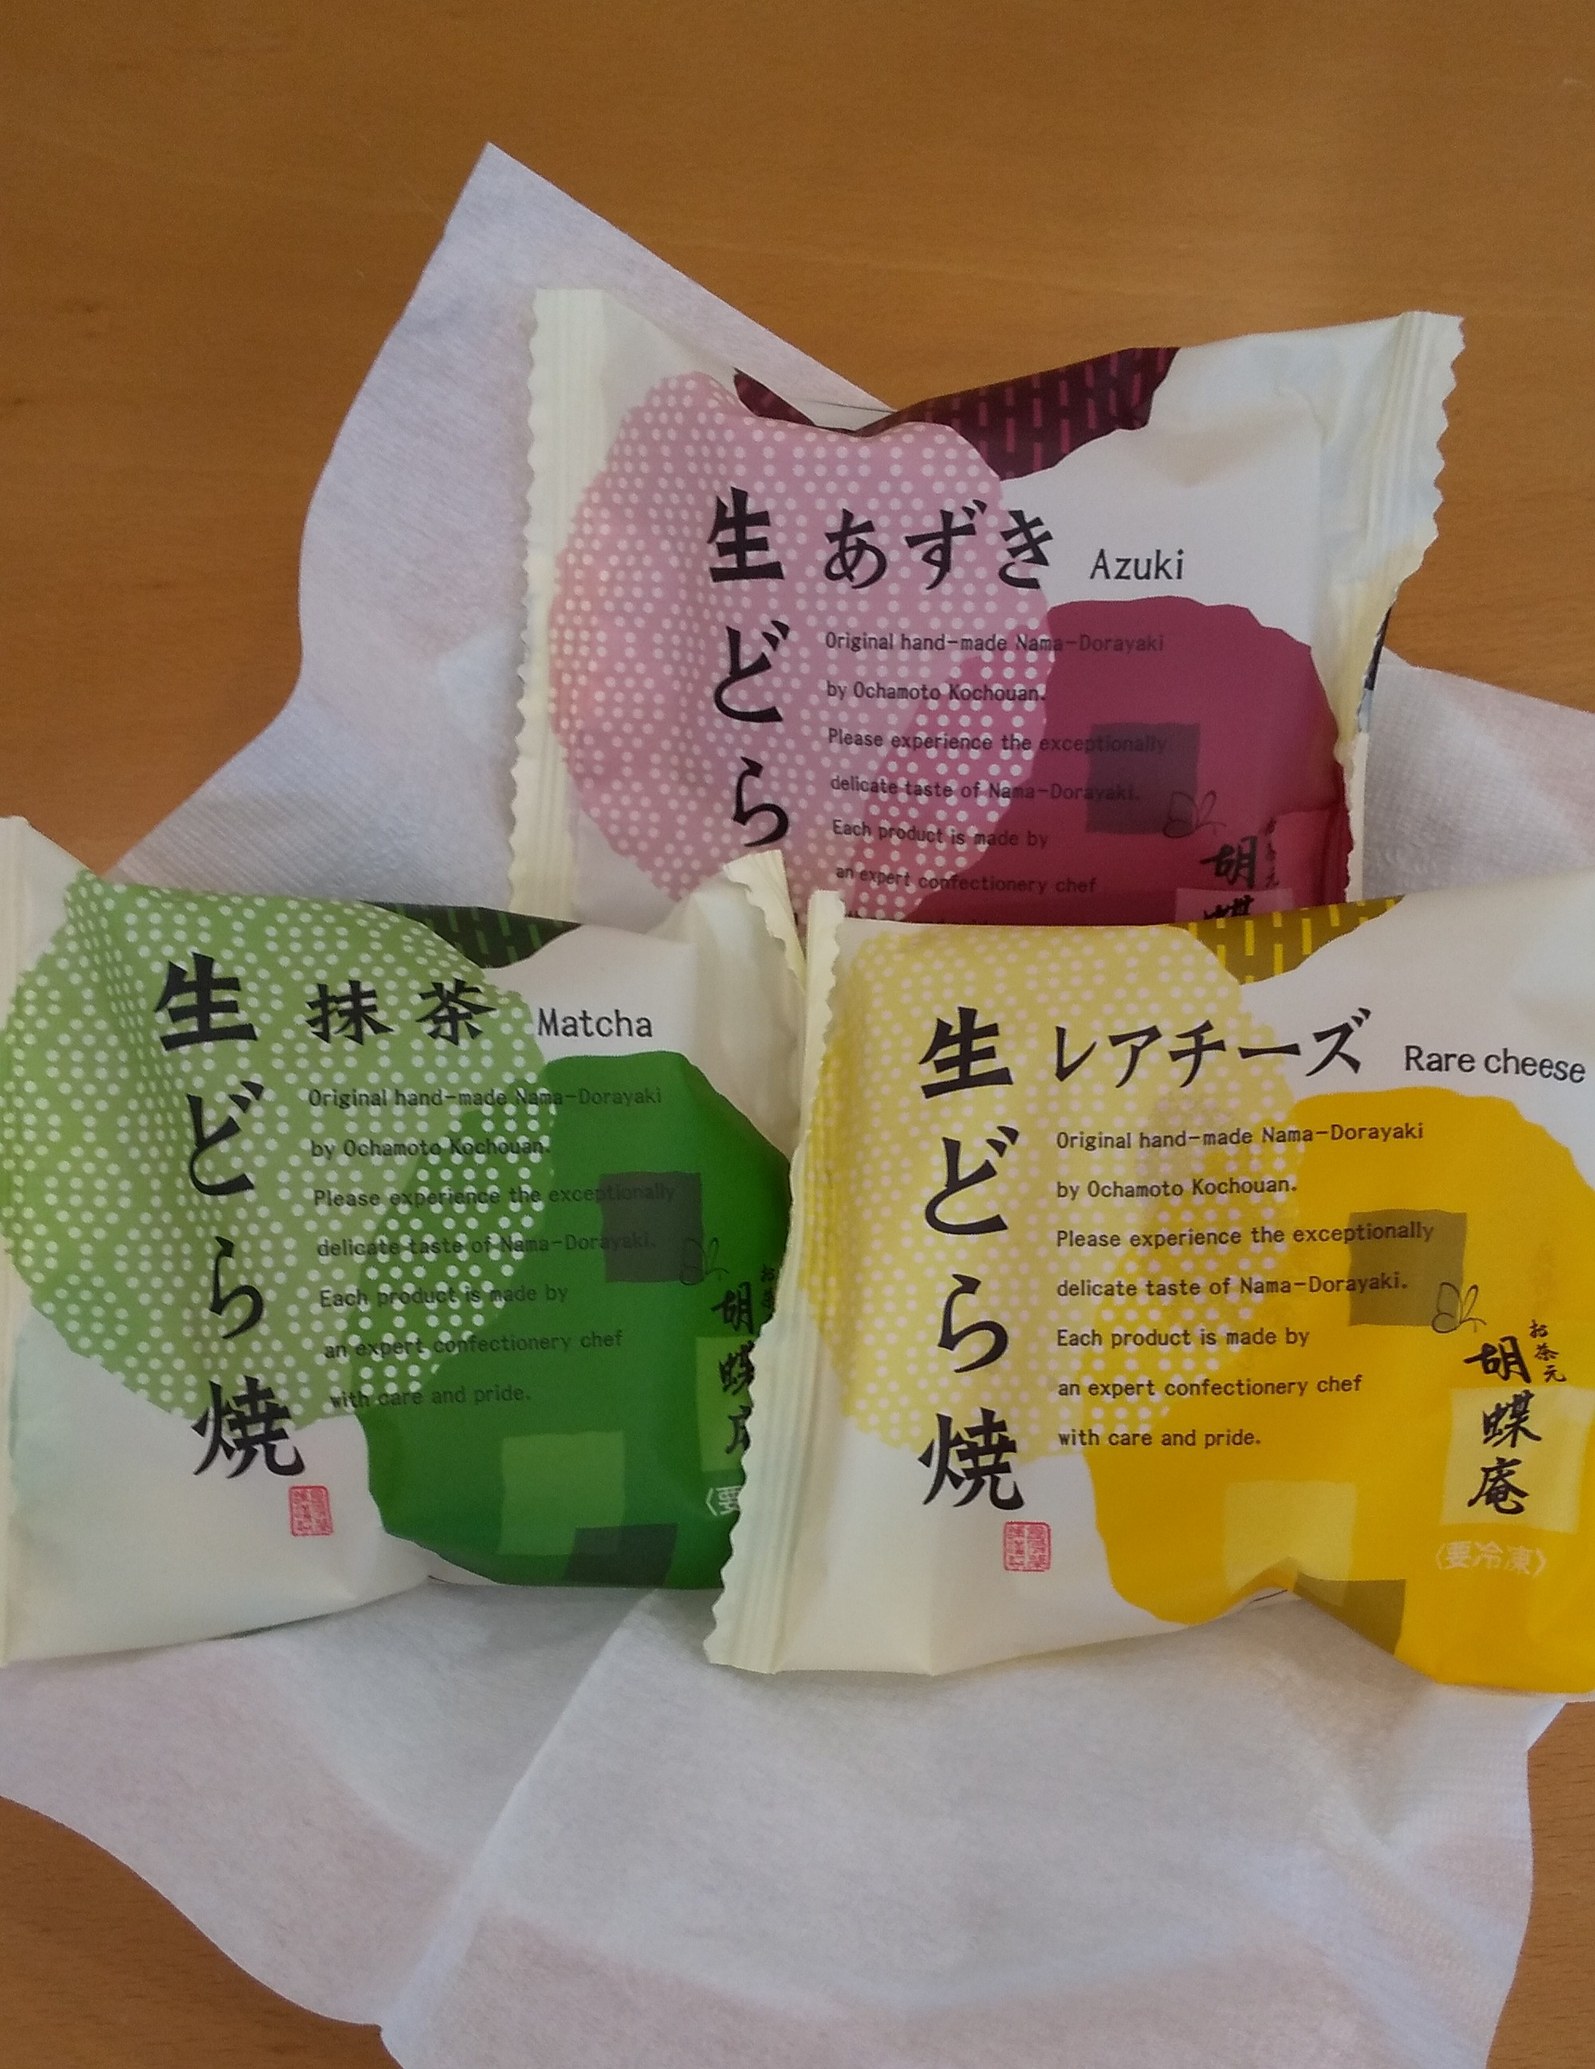 生どら
あずき Azuki
Original hand-made Nama-Dorayaki
by Ochamoto Kochouan.
Please experience the exceptionally
delicate taste of Nama-Dorayaki.
Each product is made by
an expert confectionery chef
胡蝶
生どら焼
抹茶 Matcha
Original hand-made Nama-Dorayaki
by Ochamoto Kochouan.
Please experience the exceptionally
delicate taste of Nama-Dorayaki.
Each product is made by
an expert confectionery chef
with care and pride.
胡蝶
〈要
生どら焼
レアチーズ Rare cheese
Original hand-made Nama-Dorayaki
by Ochamoto Kochouan.
Please experience the exceptionally
delicate taste of Nama-Dorayaki.
Each product is made by
an expert confectionery chef
with care and pride.
お茶元
胡蝶庵
〈要冷凍〉